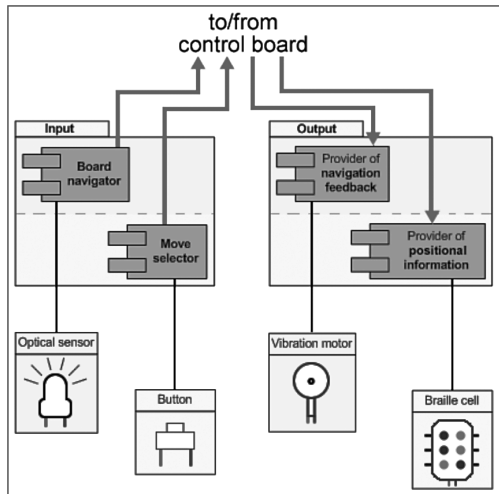 to/from
control board
Input
Board
navigator
Move
selector
Output
Provider of
navigation
feedback
Provider of
positional
information
Optical sensor
Button
Vibration motor
Braille cell